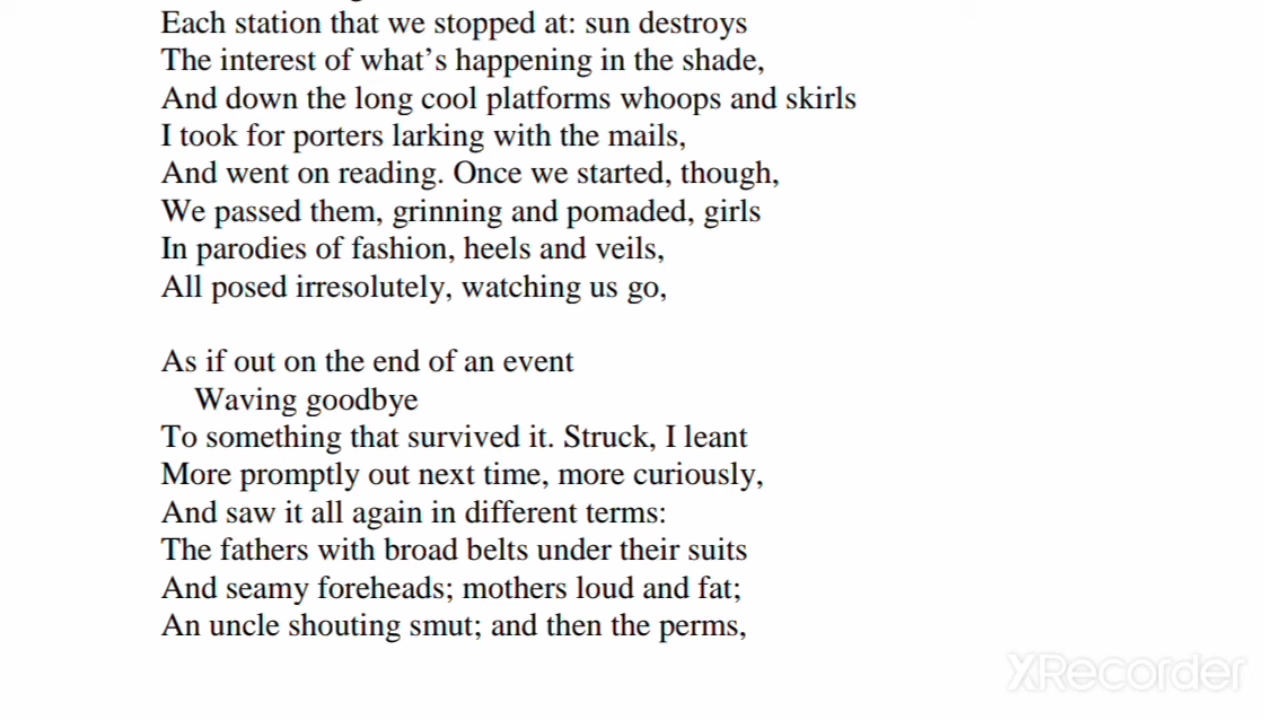 Each station that we stopped at: sun destroys
The interest of what’s happening in the shade,
And down the long cool platforms whoops and skirls
I took for porters larking with the mails,
And went on reading. Once we started, though,
We passed them, grinning and pomaded, girls
In parodies of fashion, heels and veils,
All posed irresolutely, watching us go,
As if out on the end of an event
Waving goodbye
To something that survived it. Struck, I leant
More promptly out next time, more curiously,
And saw it all again in different terms:
The fathers with broad belts under their suits
And seamy foreheads; mothers loud and fat;
An uncle shouting smut; and then the perms,
XRecorder